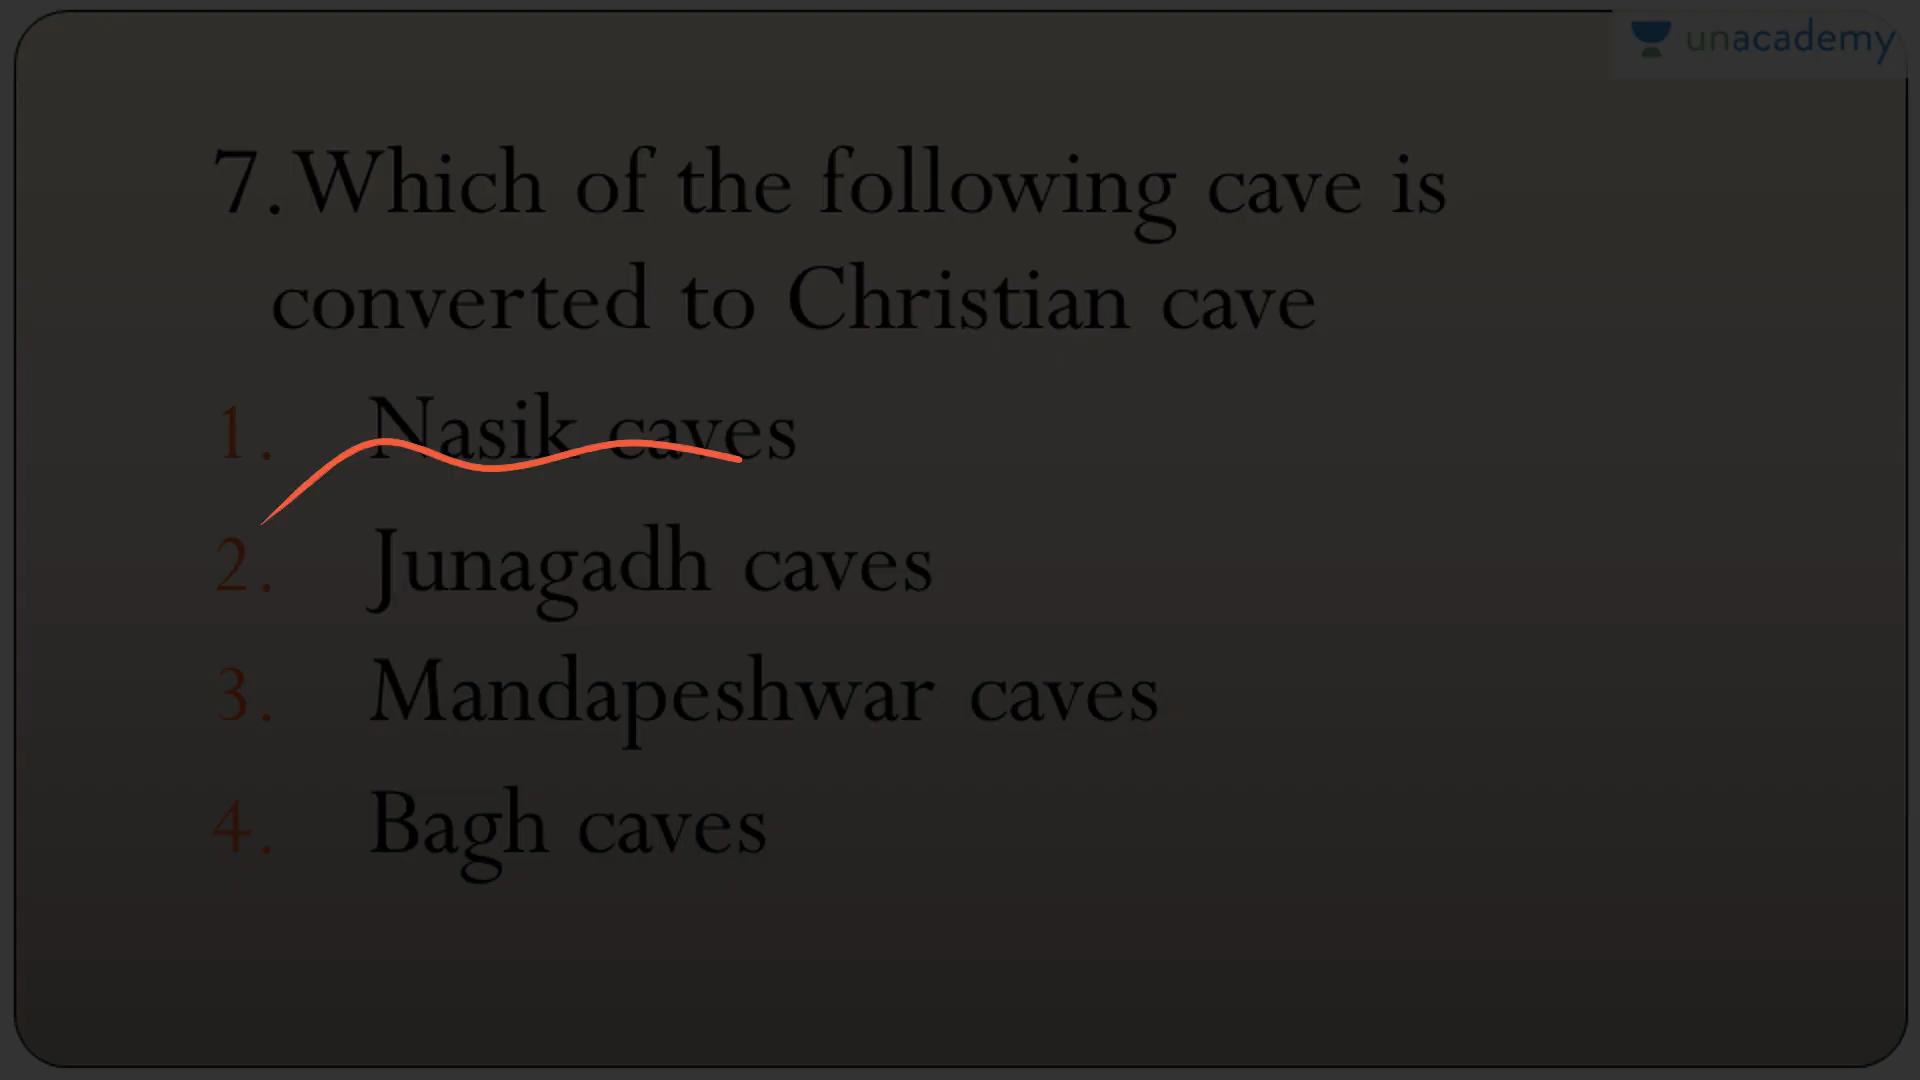 unacademy
7.Which of the following cave is
converted to Christian cave
1. Nasik caves
2. Junagadh caves
3. Mandapeshwar caves
4. Bagh caves